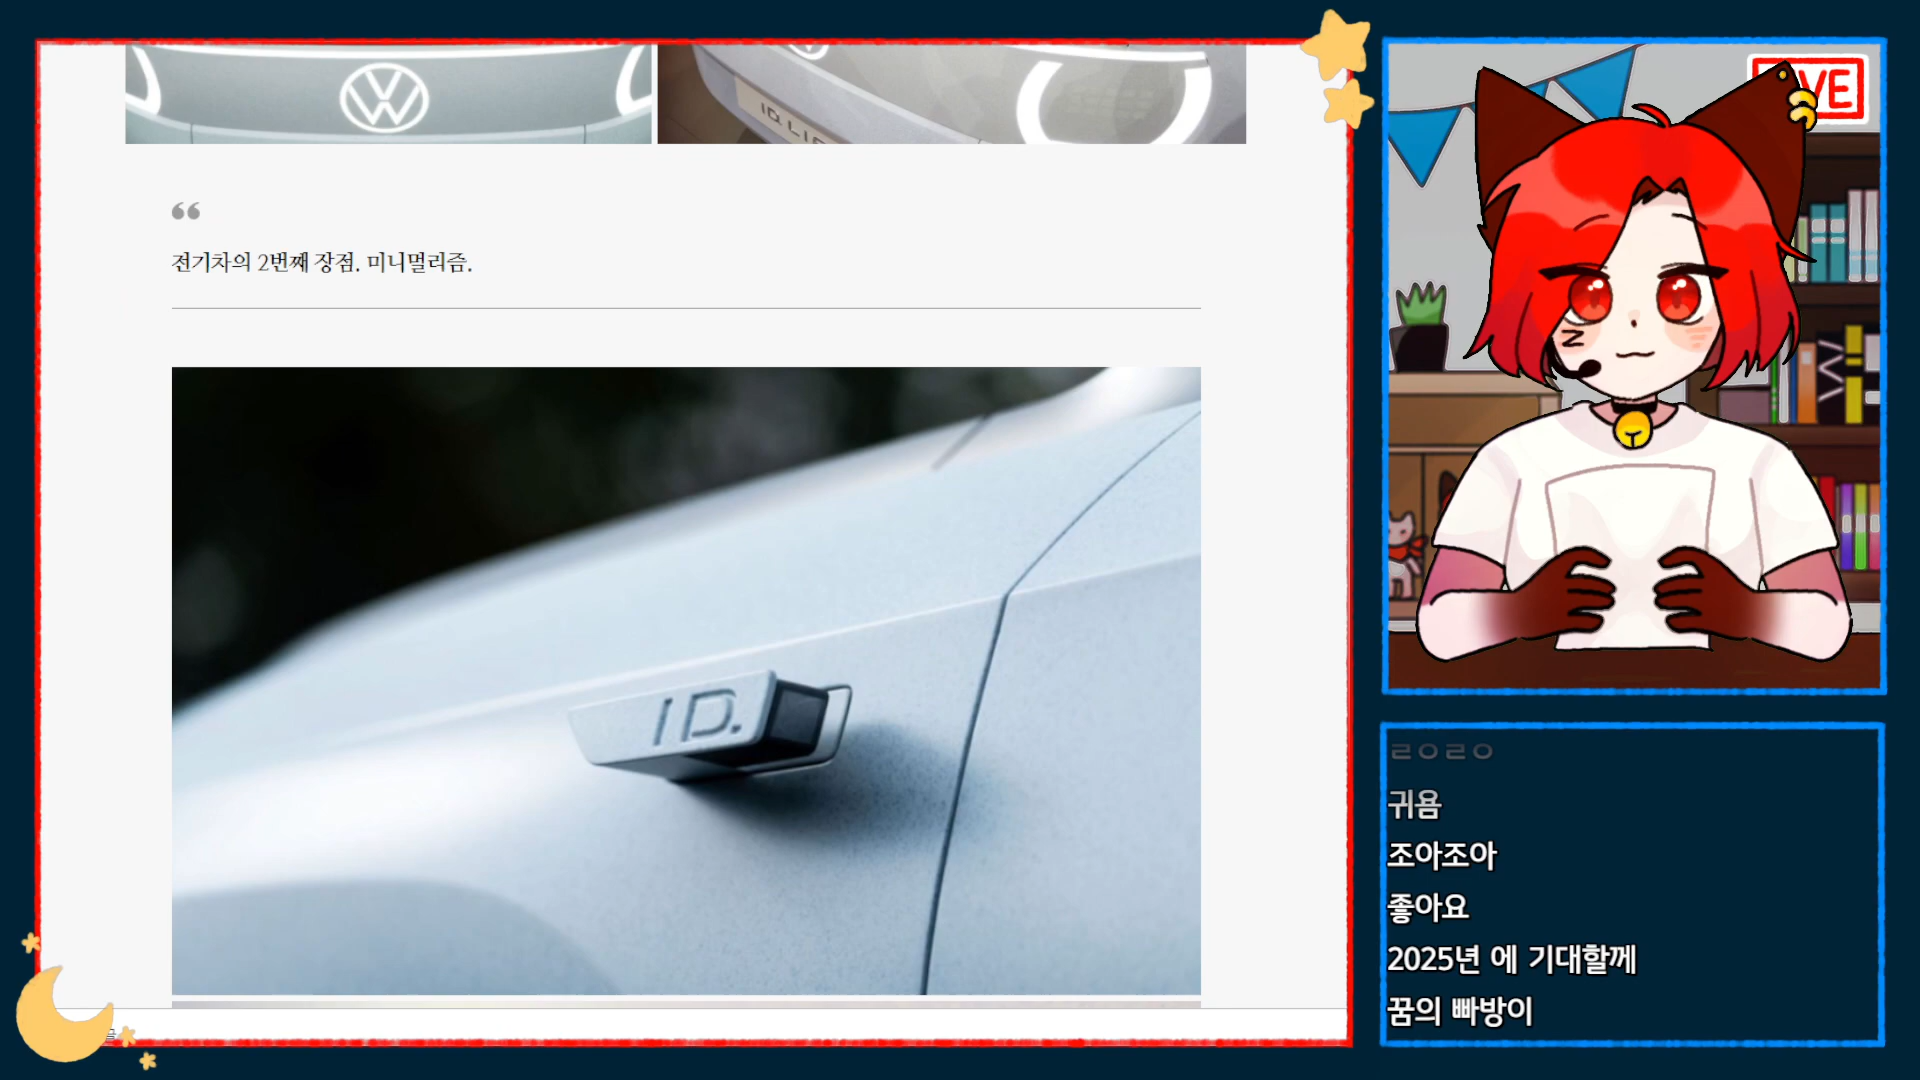 전기차의 2번째 장점. 미니멀리즘.
I D.
ㄹㅇㄹㅇ
귀욤
조아조아
좋아요
2025년 에 기대할께
꿈의 빠방이